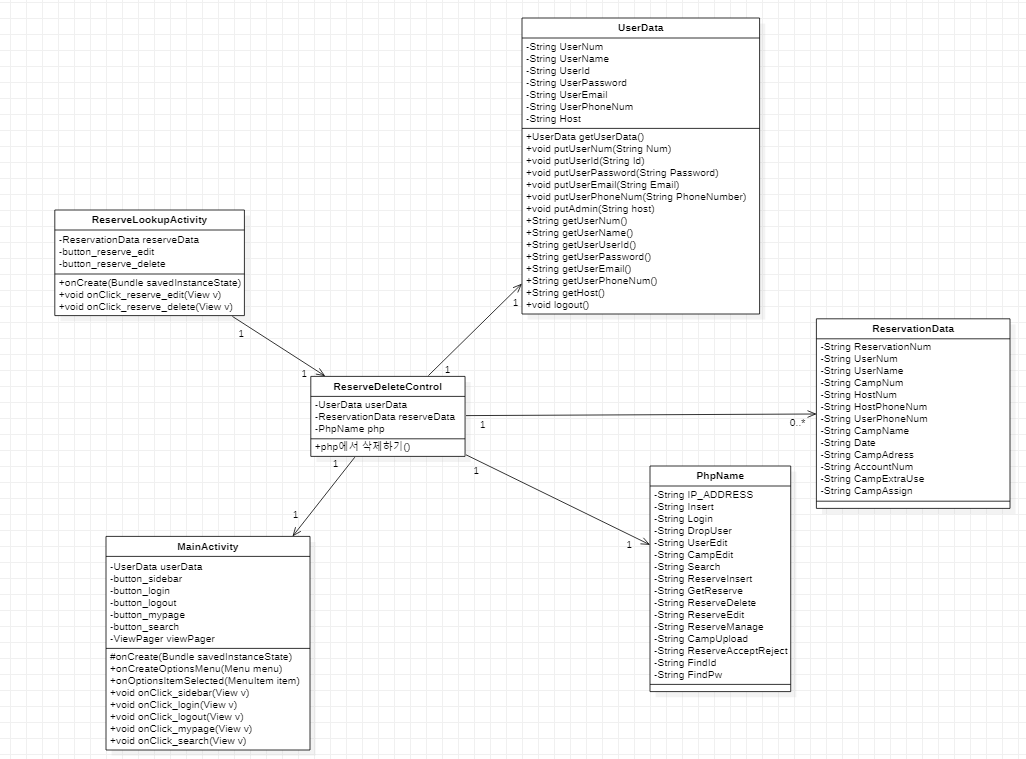 UserData
-String UserNum
-String UserName
-String UserId
-String UserPassword
-String UserEmail
-String UserPhoneNum
-String Host
+UserData getUserData()
+void putUserNum(String Num)
+void putUserId(String Id)
+void putUserPassword(String Password)
+void putUserEmail(String Email)
+void putUserPhoneNum(String PhoneNumber)
+void putAdmin(String host)
+String getUserNum()
+String getUserName()
+String getUserUserId()
+String getUserPassword()
+String getUserEmail()
+String getUserPhoneNum()
+String getHost()
+void logout()
ReserveLookupActivity
-ReservationData reserveData
-button_reserve_edit
-button_reserve_delete
+onCreate(Bundle savedInstanceState)
+void onClick_reserve_edit(View v)
+void onClick_reserve_delete(View v)
1
1
1
1
ReserveDeleteControl
-UserData userData
-ReservationData reserveData
-PhpName php
+php에서 삭제하기()
1
0..*
ReservationData
-String ReservationNum
-String UserNum
-String UserName
-String CampNum
-String HostNum
-String HostPhoneNum
-String UserPhoneNum
-String CampName
-String Date
-String CampAdress
-String AccountNum
-String CampExtraUse
-String CampAssign
1
1
1
1
PhpName
-String IP_ADDRESS
-String Insert
-String Login
-String DropUser
-String UserEdit
-String CampEdit
-String Search
-String ReserveInsert
-String GetReserve
-String ReserveDelete
-String ReserveEdit
-String ReserveManage
-String CampUpload
-String ReserveAcceptReject
-String FindId
-String FindPw
MainActivity
-UserData userData
-button_sidebar
-button_login
-button_logout
-button_mypage
-button_search
-ViewPager viewPager
#onCreate(Bundle savedInstanceState)
+onCreateOptionsMenu(Menu menu)
+onOptionsItemSelected(MenuItem item)
+void onClick_sidebar(View v)
+void onClick_login(View v)
+void onClick_logout(View v)
+void onClick_mypage(View v)
+void onClick_search(View v)